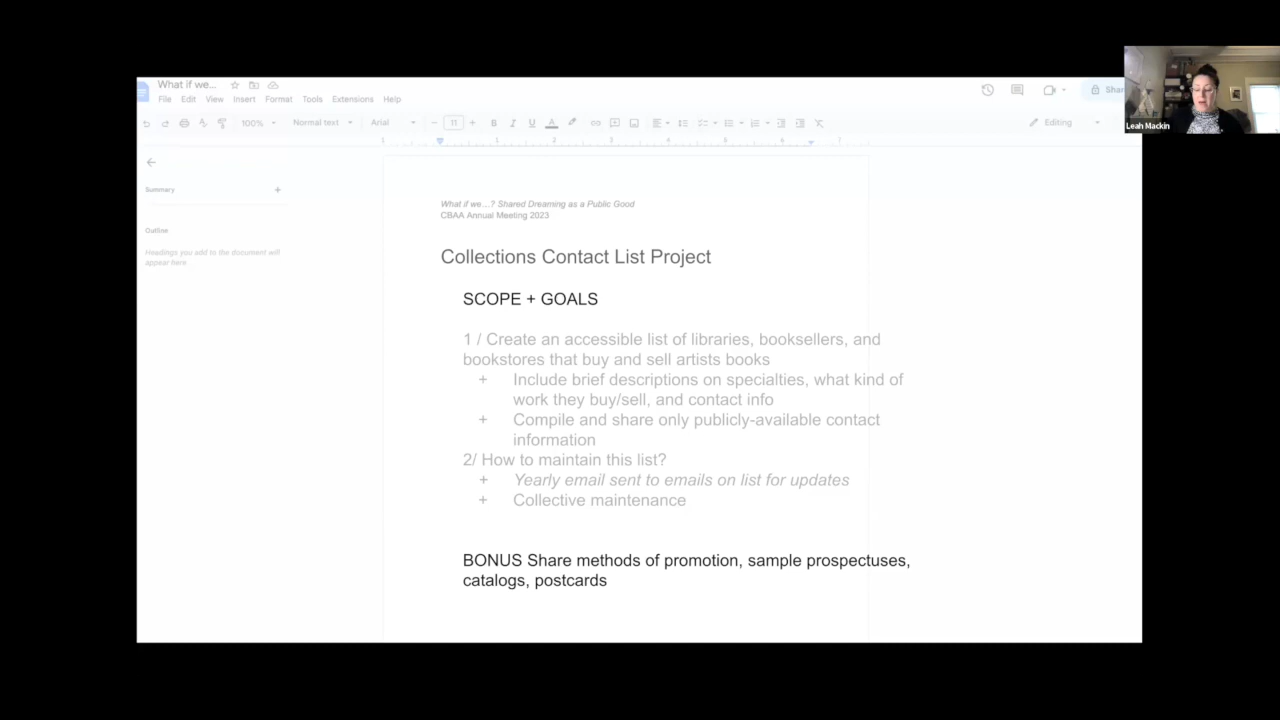 What if we...
File Edit View Insert Format Tools Extensions Help
Shar
Leah Mackin
100% Normal text Arial 11 Editing
Summary
Outline
Headings you add to the document will
appear here
What if we...? Shared Dreaming as a Public Good
CBAA Annual Meeting 2023
Collections Contact List Project
SCOPE + GOALS
1 / Create an accessible list of libraries, booksellers, and
bookstores that buy and sell artists books
+ Include brief descriptions on specialties, what kind of
work they buy/sell, and contact info
+ Compile and share only publicly-available contact
information
2/ How to maintain this list?
+ Yearly email sent to emails on list for updates
+ Collective maintenance
BONUS Share methods of promotion, sample prospectuses,
catalogs, postcards